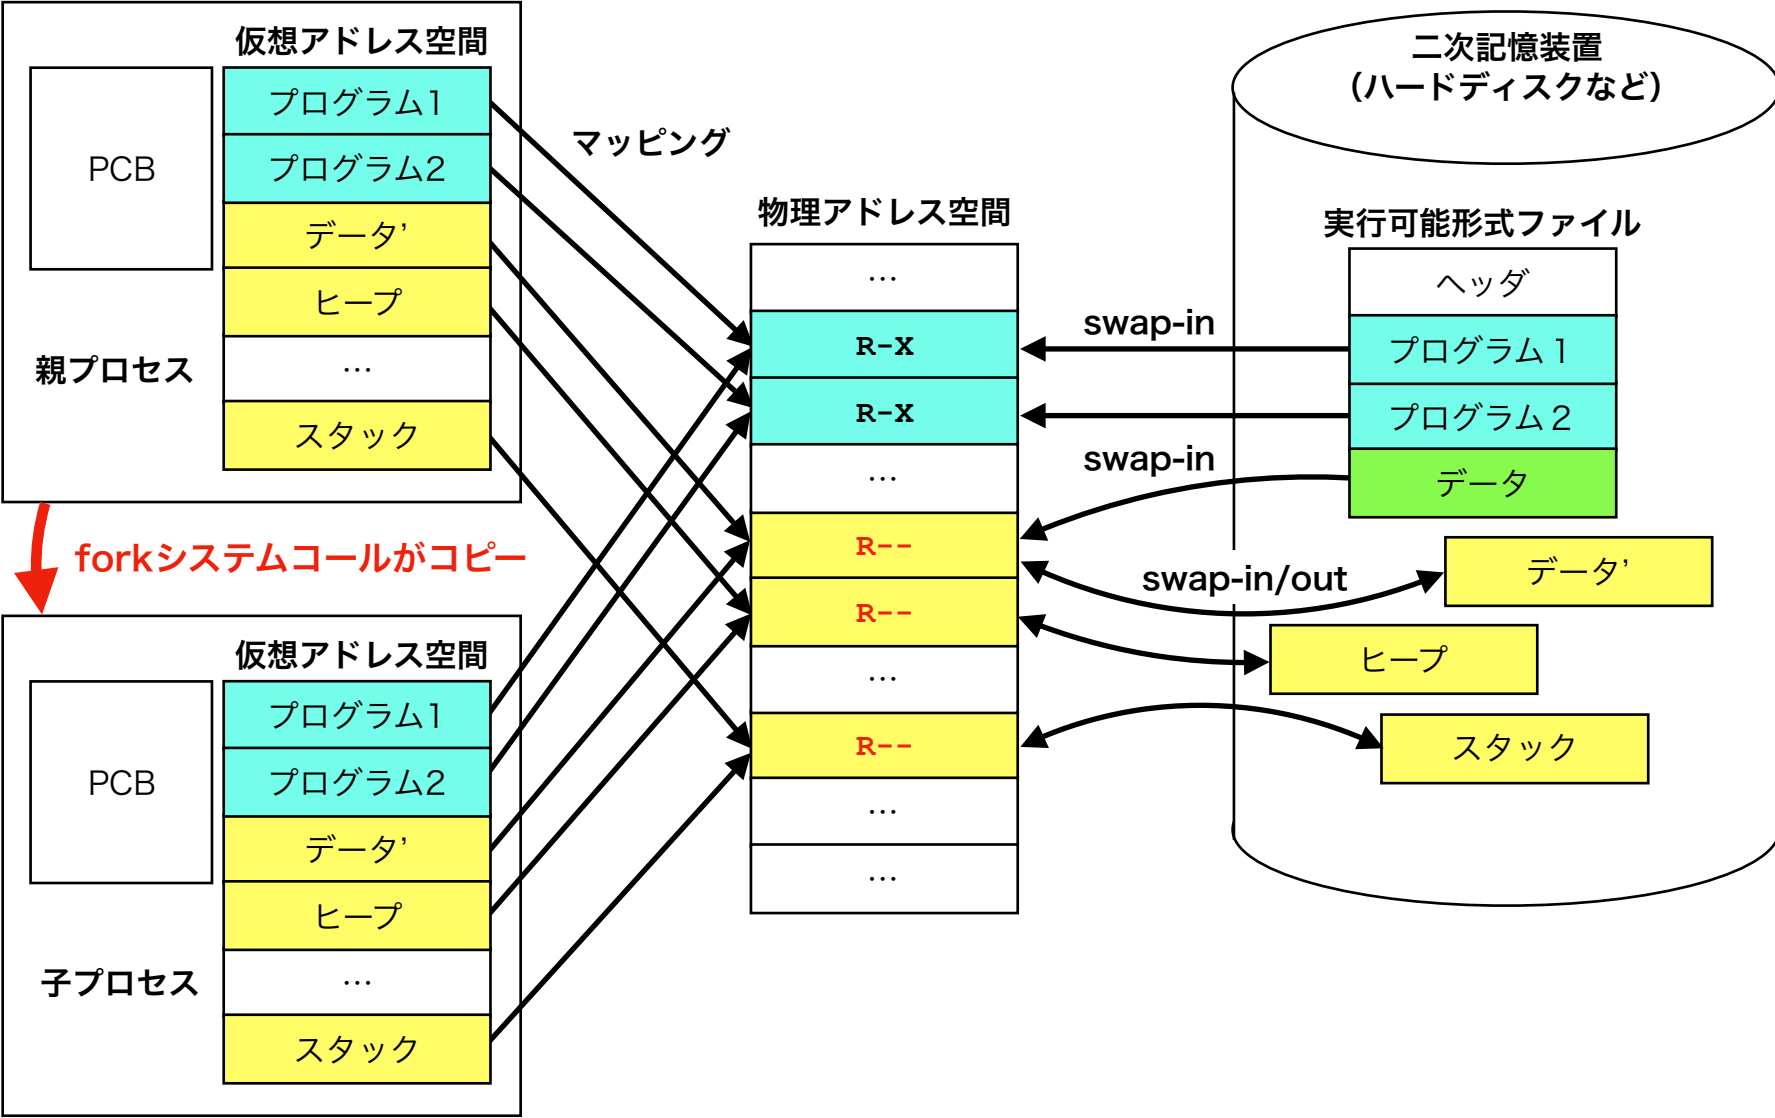 仮想アドレス空間
PCB
プログラム1
プログラム2
データ’
ヒープ
…
スタック
親プロセス
forkシステムコールがコピー
仮想アドレス空間
PCB
プログラム1
プログラム2
データ’
ヒープ
…
スタック
子プロセス
マッピング
物理アドレス空間
…
R-X
R-X
…
R--
R--
…
R--
…
…
swap-in
swap-in
swap-in/out
二次記憶装置
(ハードディスクなど)
実行可能形式ファイル
ヘッダ
プログラム1
プログラム2
データ
データ’
ヒープ
スタック